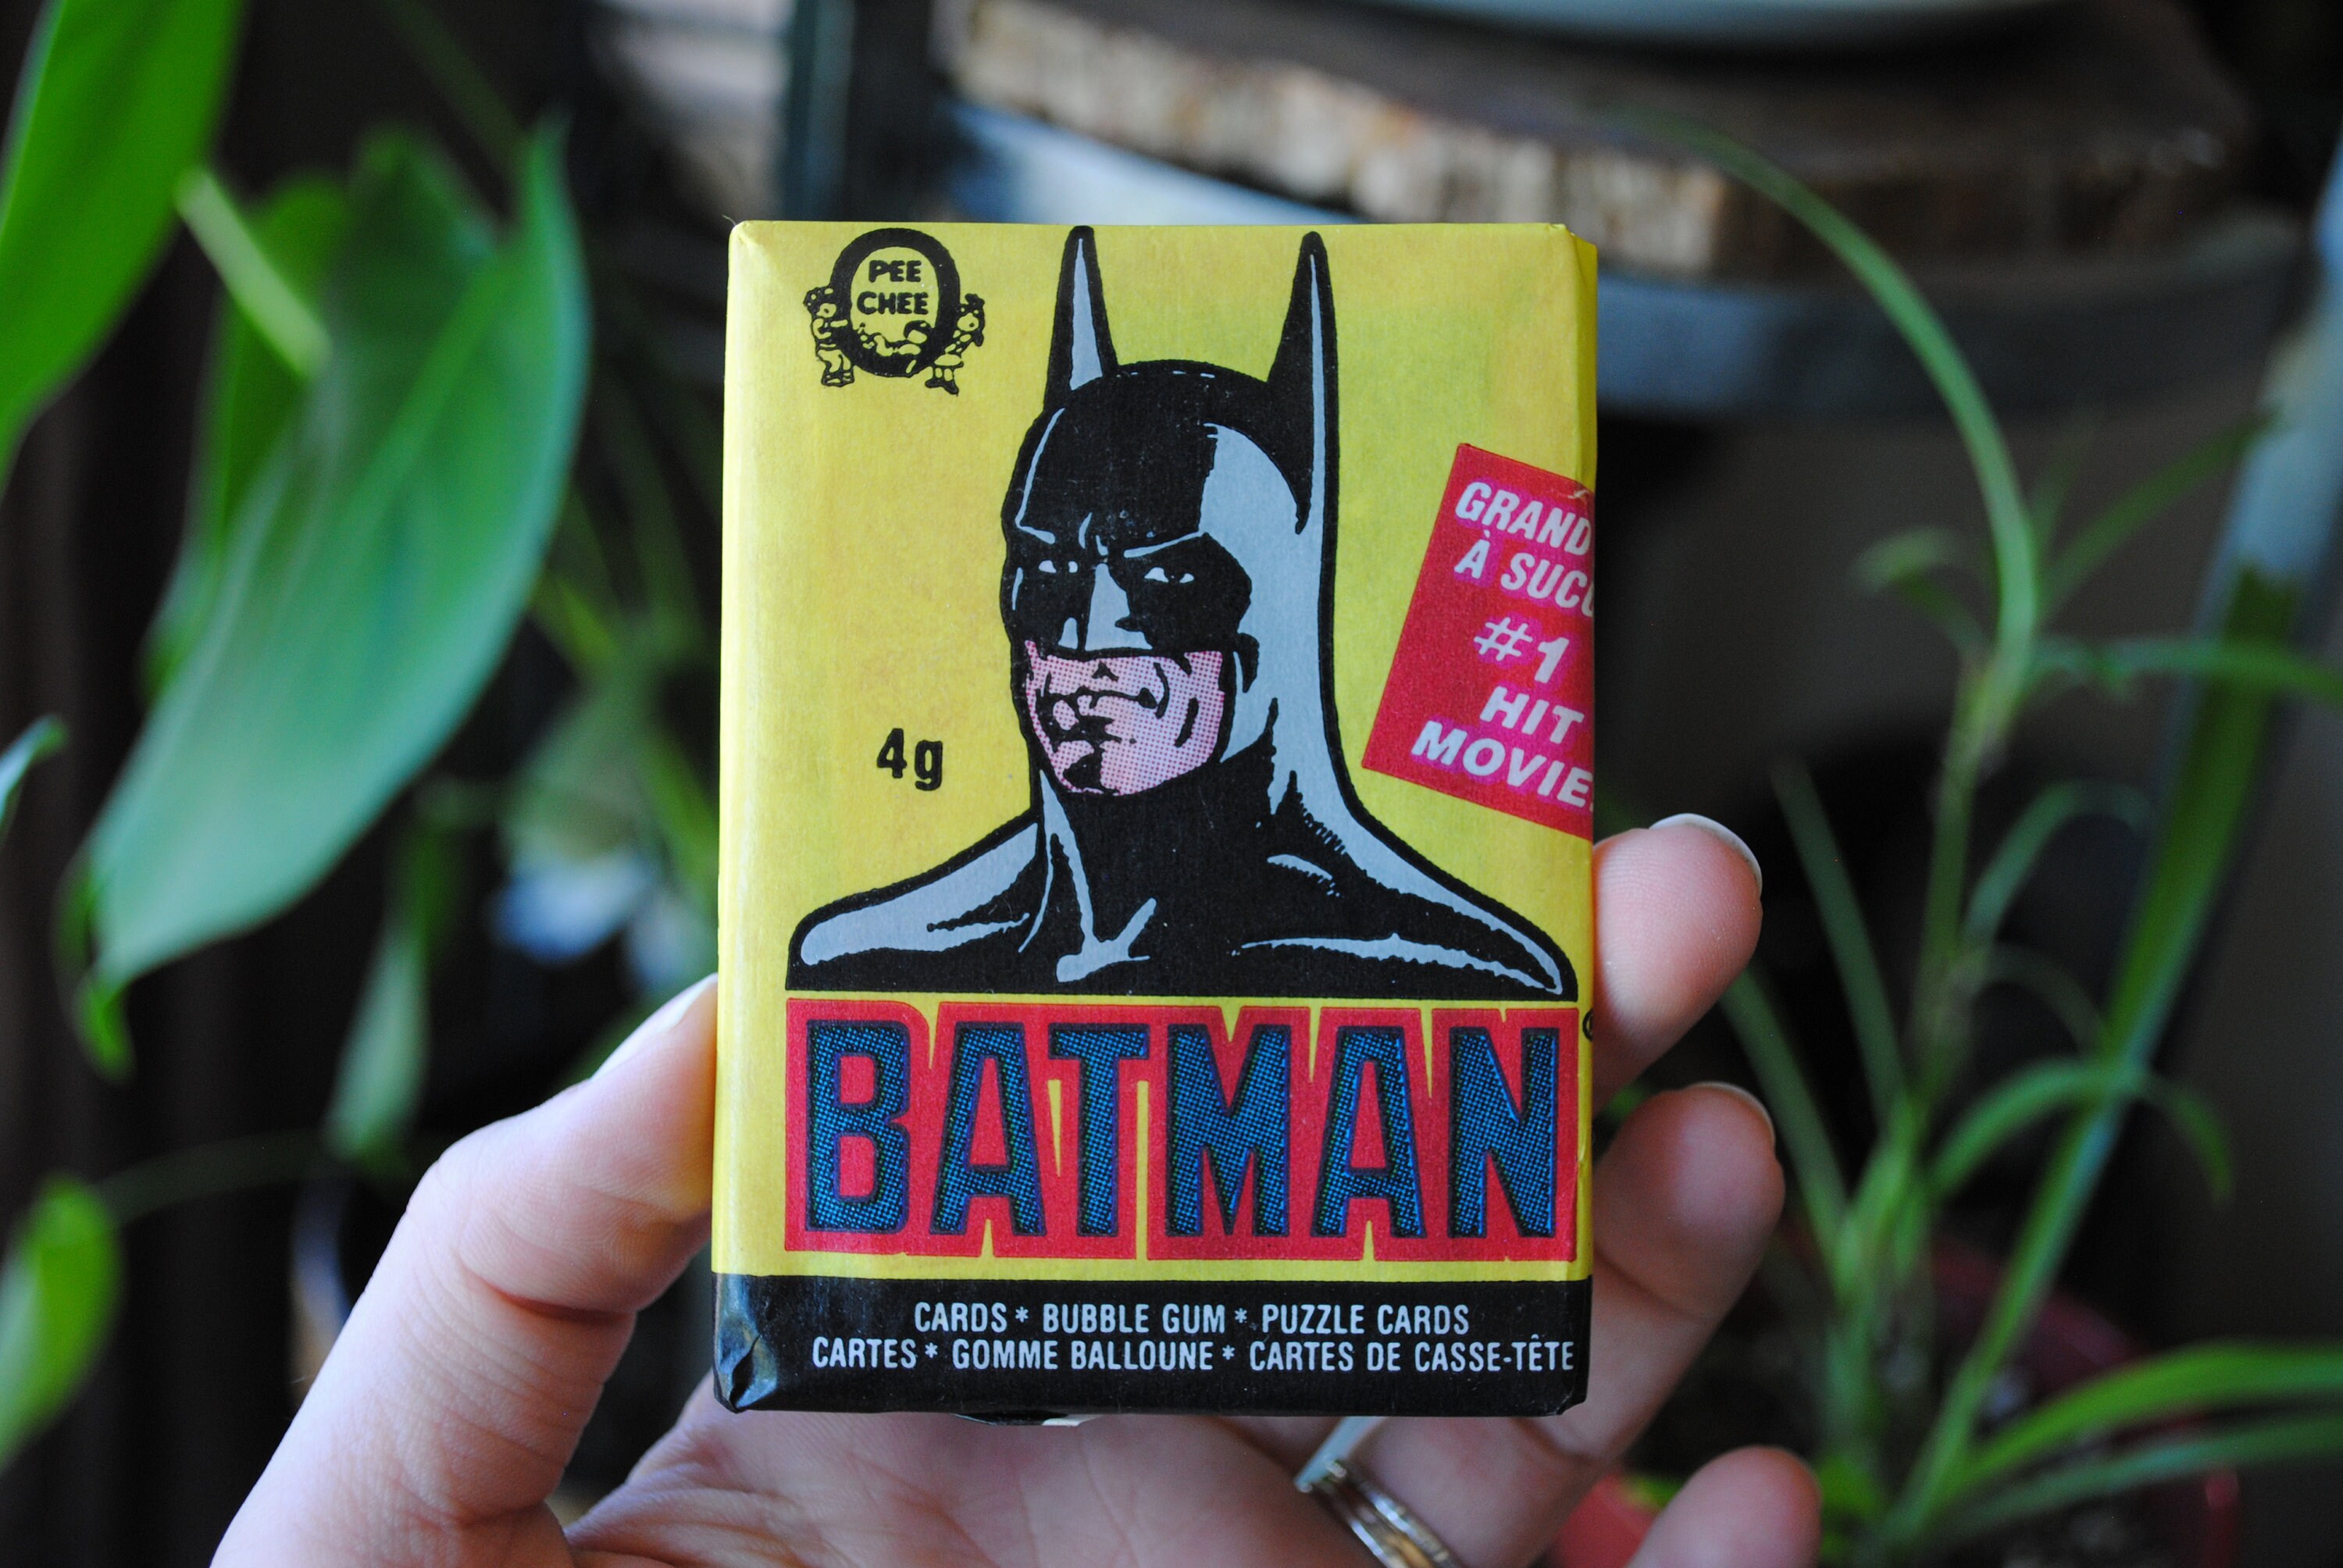 O
PEE
CHEE
GRAND
À SUCC
#1
HIT
MOVIE
4g
BATMAN
CARDS * BUBBLE GUM * PUZZLE CARDS
CARTES * GOMME BALLOUNE * CARTES DE CASSE-TÊTE